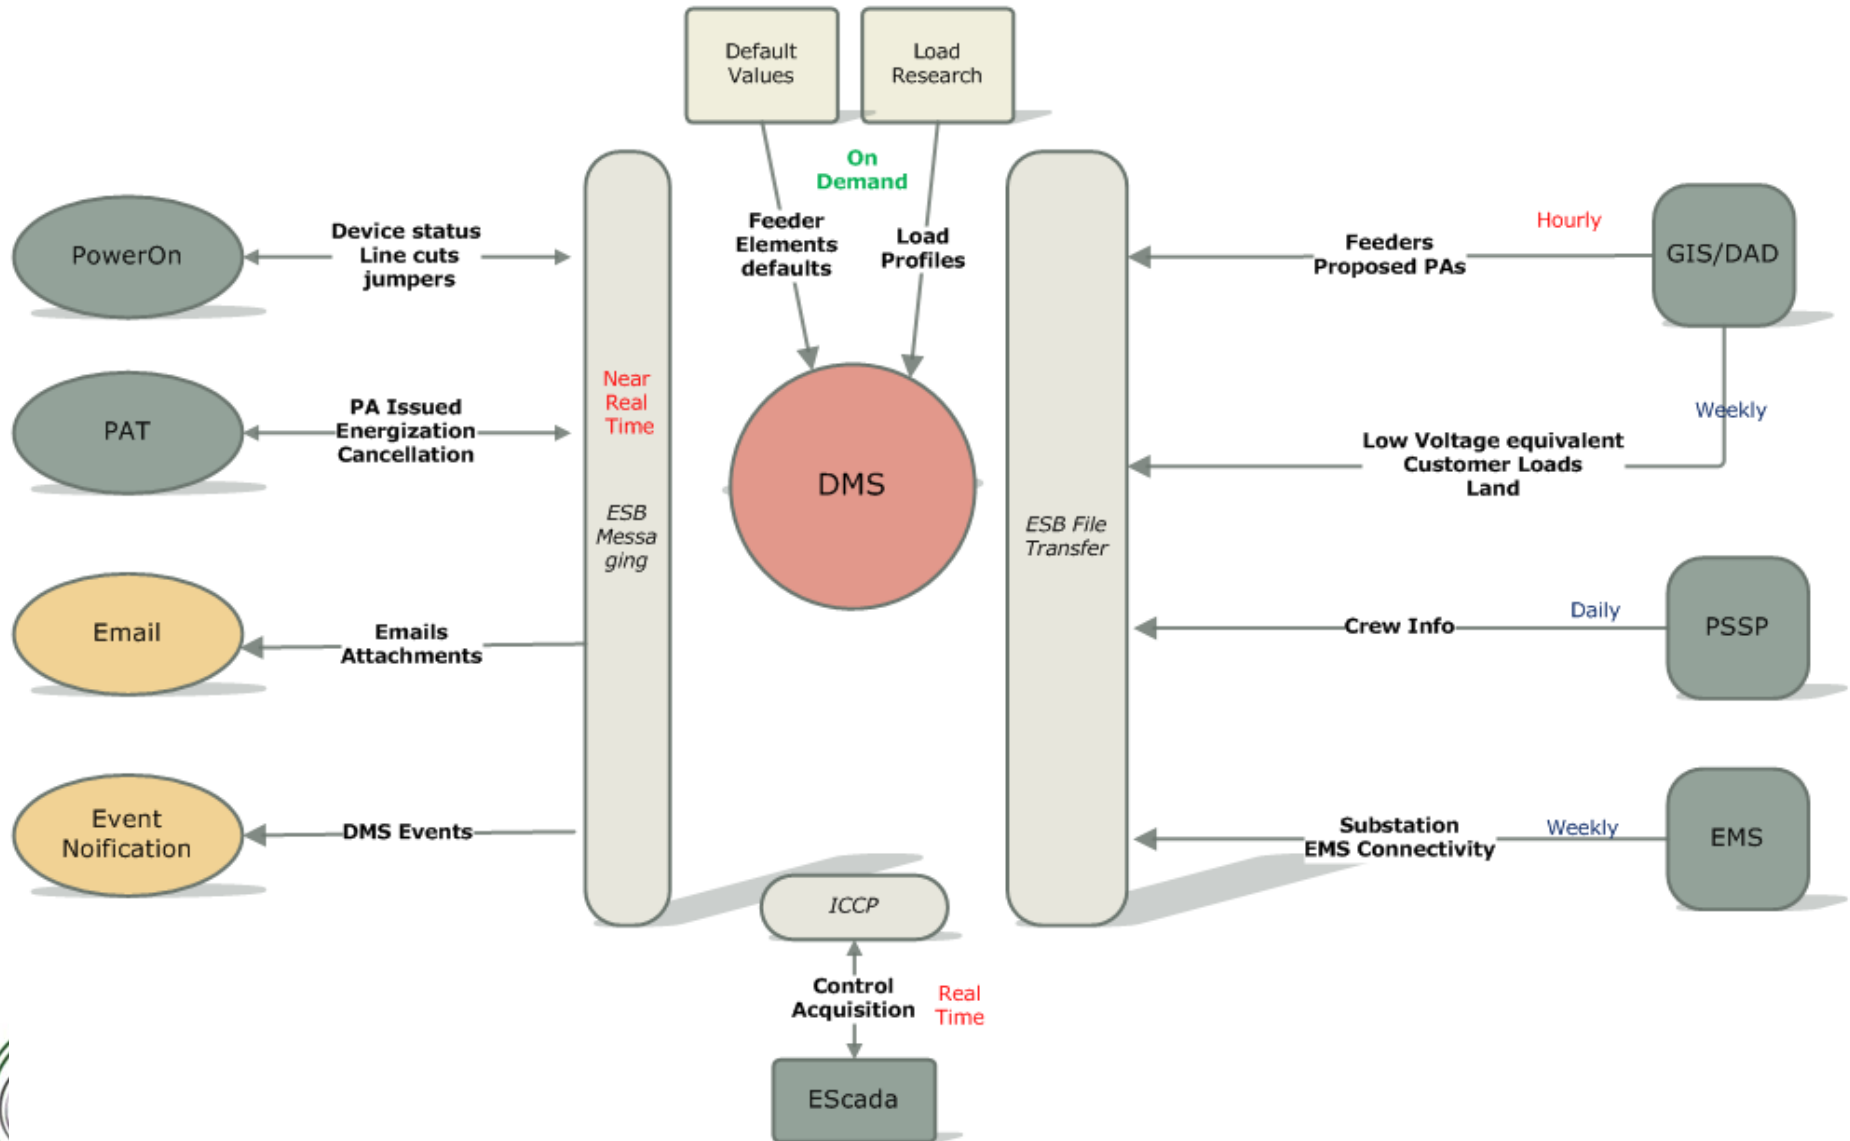 Default
Values
Load
Research
On
Demand
Feeder
Elements
defaults
Load
Profiles
PowerOn
Device status
Line cuts
jumpers
Hourly
Feeders
Proposed PAs
GIS/DAD
PAT
PA Issued
Energization
Cancellation
Near
Real
Time
Weekly
Low Voltage equivalent
Customer Loads
Land
DMS
ESB
Messa
ging
ESB File
Transfer
Email
Emails
Attachments
Crew Info
Daily
PSSP
Event
Noification
DMS Events
Substation
EMS Connectivity
Weekly
EMS
ICCP
Control
Acquisition
Real
Time
EScada